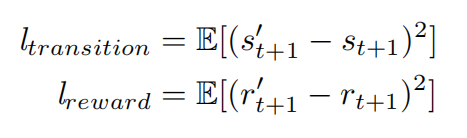 l_{transition} = 𝔼[(s'_{t+1} − s_{t+1})^2]
l_{reward} = 𝔼[(r'_{t+1} − r_{t+1})^2]